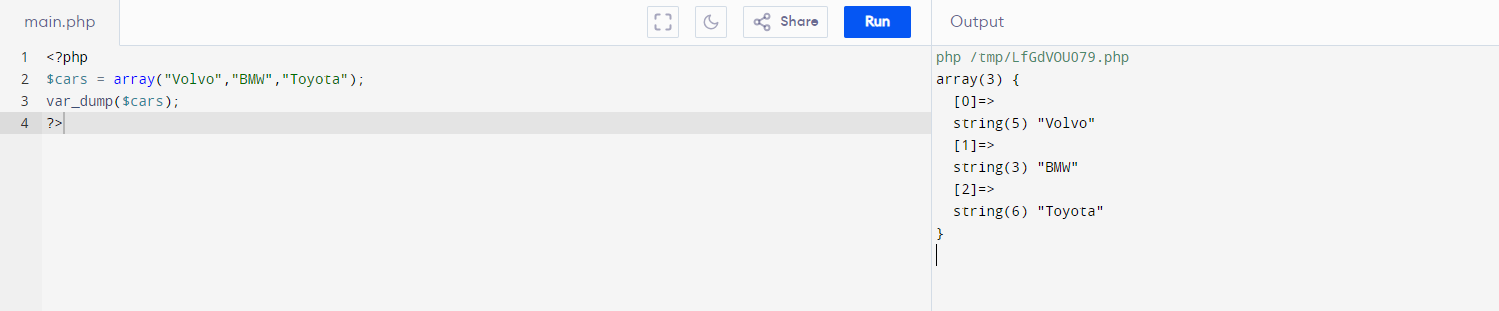 main.php
Share
Run
Output
1 <?php
2 $cars = array("Volvo","BMW","Toyota");
3 var_dump($cars);
4 ?>
php /tmp/LfGdVOU079.php
array(3) {
  [0]=>
  string(5) "Volvo"
  [1]=>
  string(3) "BMW"
  [2]=>
  string(6) "Toyota"
}